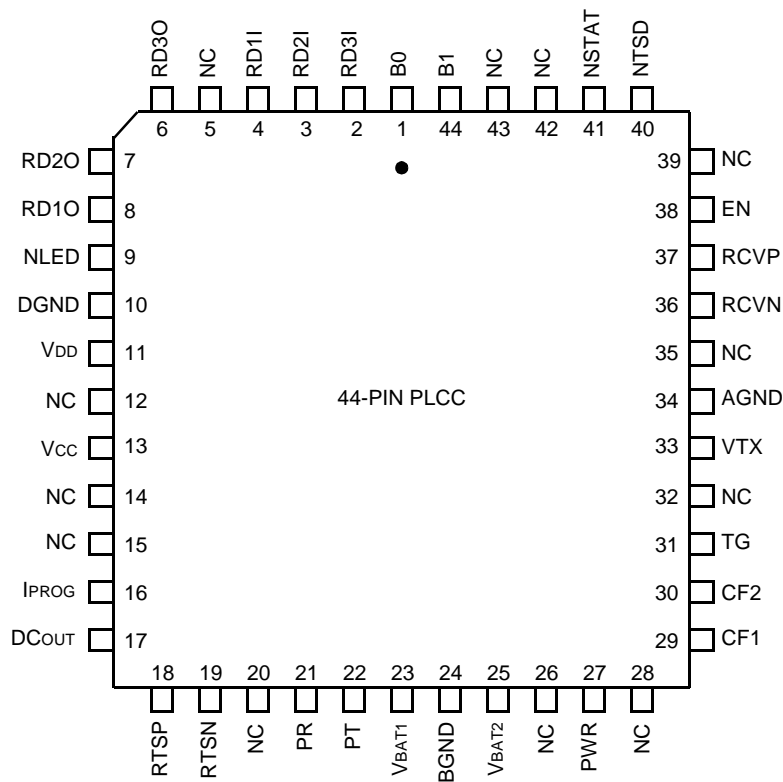 RD3O NC RD1I RD2I RD3I B0 B1 NC NC NSTAT NTSD
6 5 4 3 2 1 44 43 42 41 40
RD2O 7 39 NC
RD1O 8 38 EN
NLED 9 37 RCVP
DGND 10 36 RCVN
VDD 11 35 NC
NC 12 44-PIN PLCC 34 AGND
VCC 13 33 VTX
NC 14 32 NC
NC 15 31 TG
IPROG 16 30 CF2
DCOUT 17 29 CF1
18 19 20 21 22 23 24 25 26 27 28
RTSP RTSN NC PR PT VBAT1 BGND VBAT2 NC PWR NC